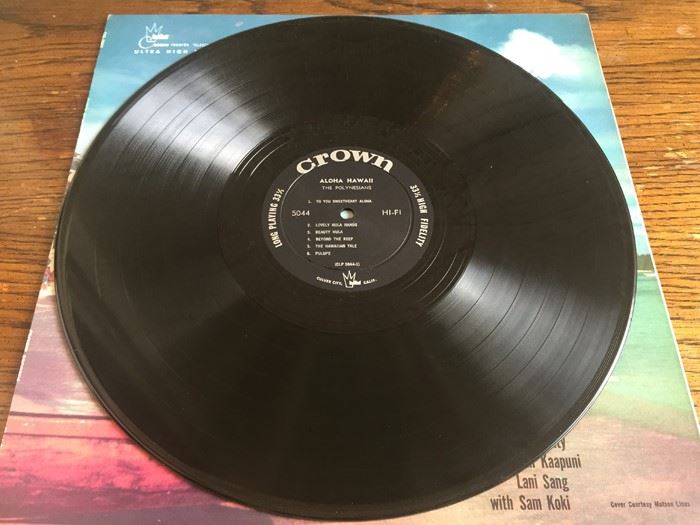 ULTRA HIGH
crown
ALOHA HAWAII
THE POLYNESIANS
1. TO YOU SWEETHEART ALOHA
5044 HI-FI
2. LOVELY HULA HANDS
3. BEAUTY HULA
4. BEYOND THE REEF
5. THE HAWAIIAN TALE
6. PULUPE
(CLP 5044-1)
CULVER CITY, CALIF.
LONG PLAYING 33⅓
33⅓ HIGH FIDELITY
Kaapuni
Lani Sang
with Sam Koki
Cover Courtesy Matson Lines